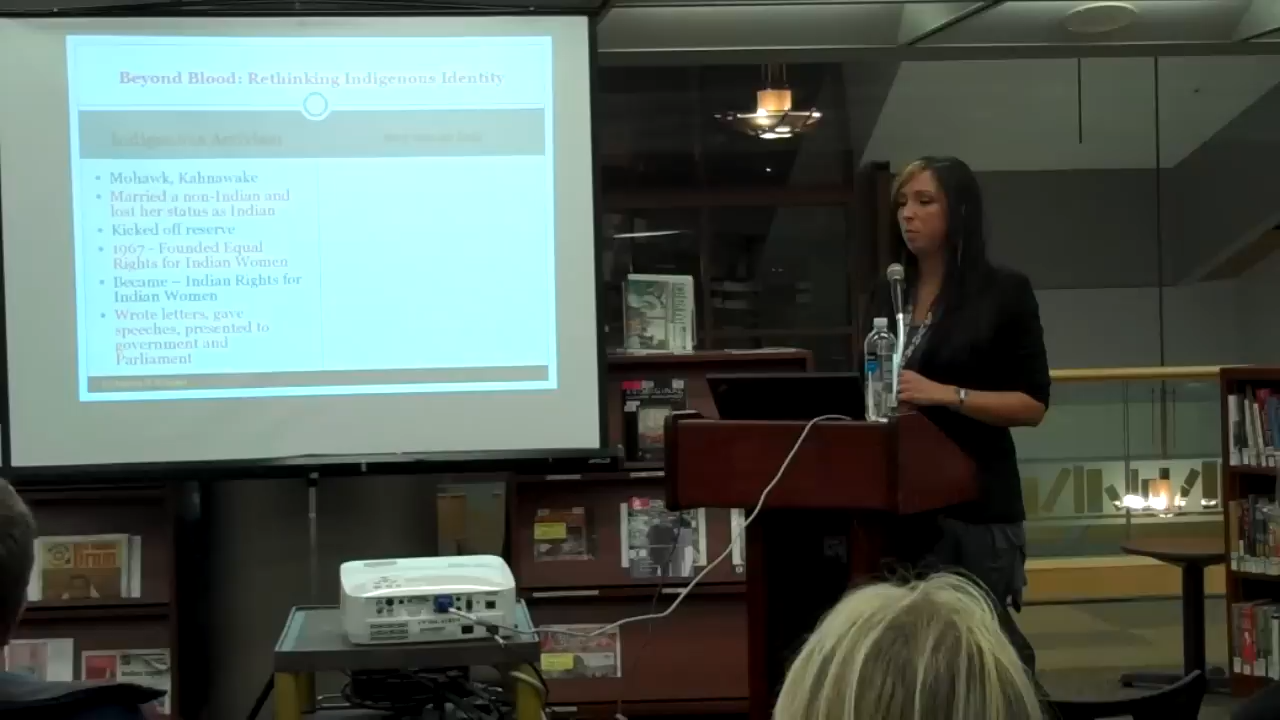 Beyond Blood: Rethinking Indigenous Identity
• Mohawk, Kahnawake
• Married a non-Indian and
lost her status as Indian
• Kicked off reserve
• 1967 - Founded Equal
Rights for Indian Women
• Became – Indian Rights for
Indian Women
• Wrote letters, gave
speeches, presented to
government and
Parliament